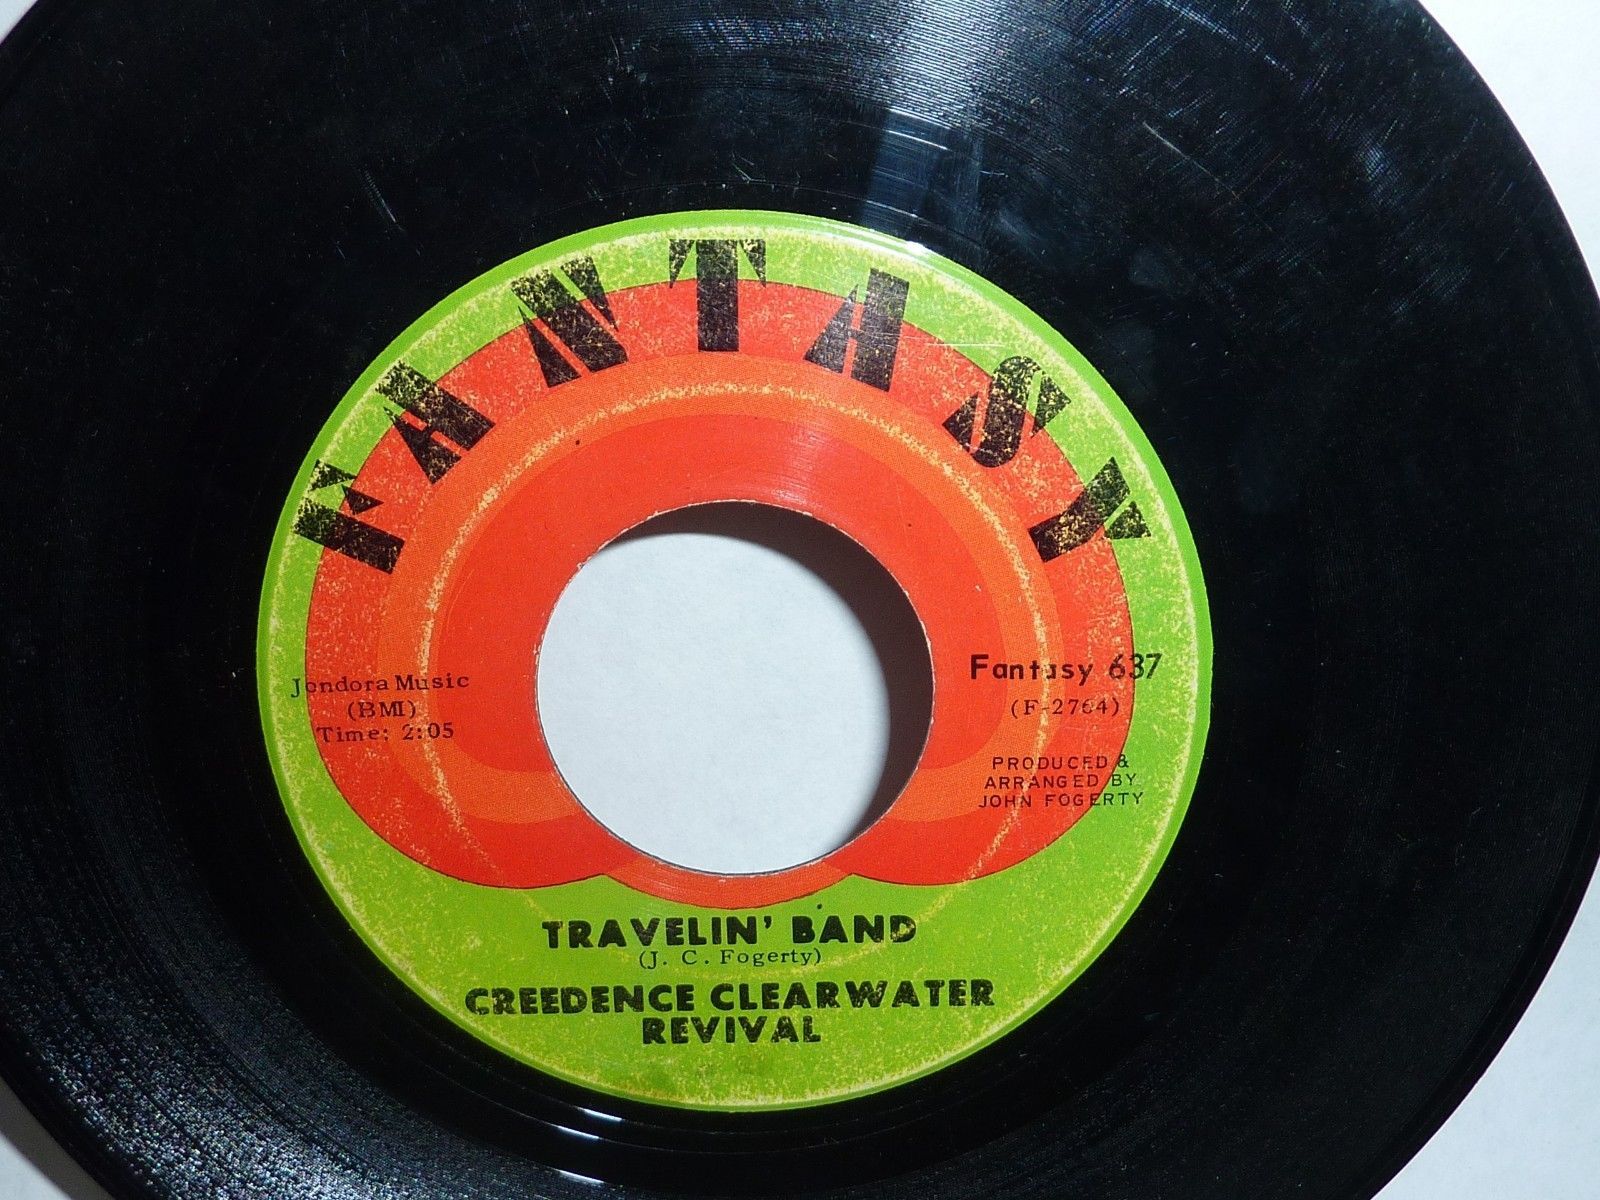 FANTASY
Jondora Music
(BMI)
Time: 2:05
Fantasy 637
(F-2764)
PRODUCED &
ARRANGED BY
JOHN FOGERTY
TRAVELIN' BAND
(J. C. Fogerty)
CREEDENCE CLEARWATER
REVIVAL